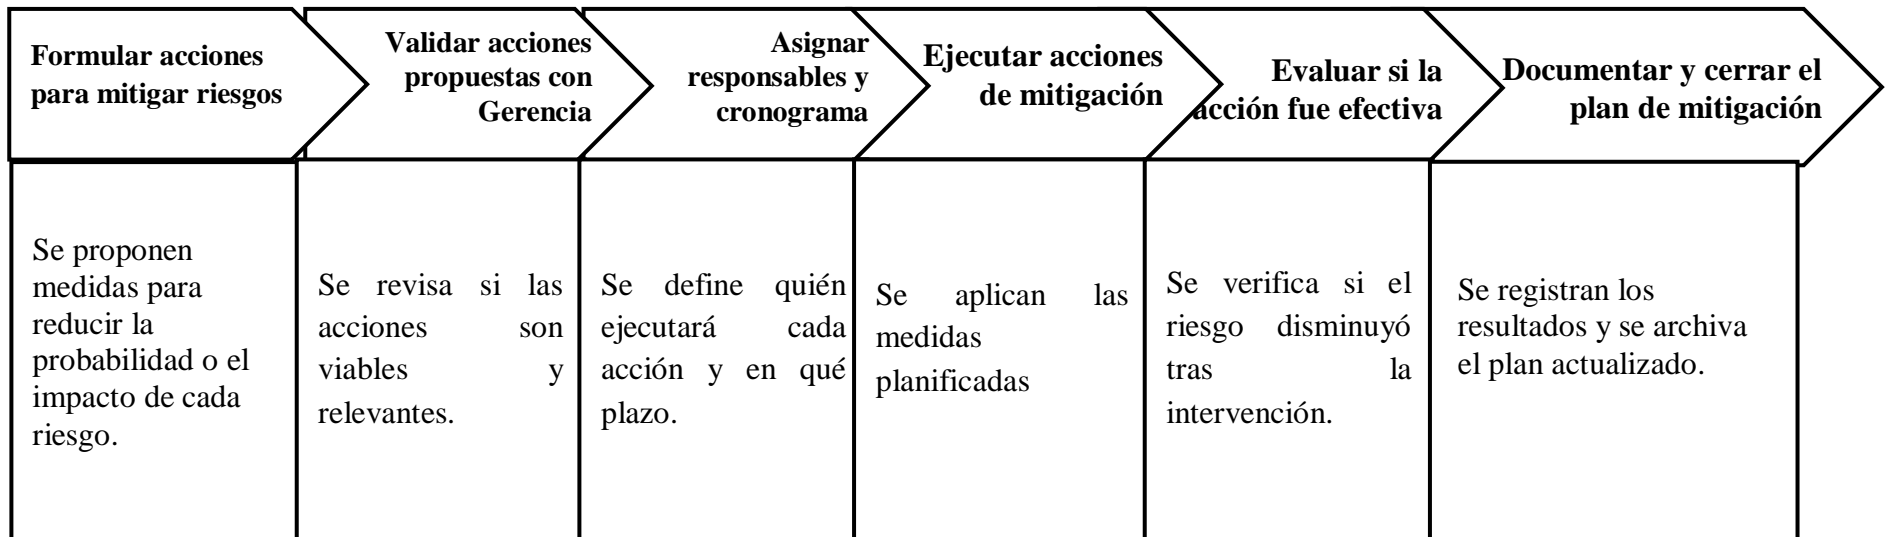 Formular acciones
para mitigar riesgos
Validar acciones
propuestas con
Gerencia
Asignar
responsables y
cronograma
Ejecutar acciones
de mitigación
Evaluar si la
acción fue efectiva
Documentar y cerrar el
plan de mitigación
Se proponen
medidas para
reducir la
probabilidad o el
impacto de cada
riesgo.
Se revisa si las
acciones son
viables y
relevantes.
Se define quién
ejecutará cada
acción y en qué
plazo.
Se aplican las
medidas
planificadas
Se verifica si el
riesgo disminuyó
tras la
intervención.
Se registran los
resultados y se archiva
el plan actualizado.